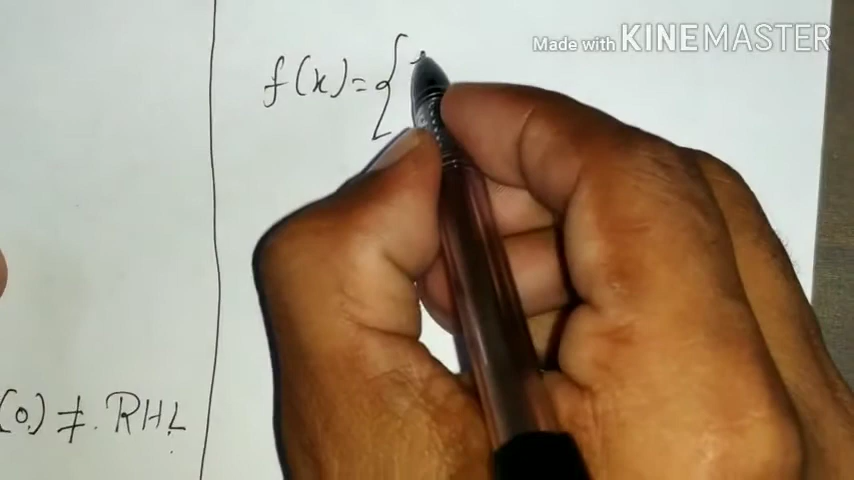 Made with KINEMASTER
f(x) = {
(0) ≠ RHL